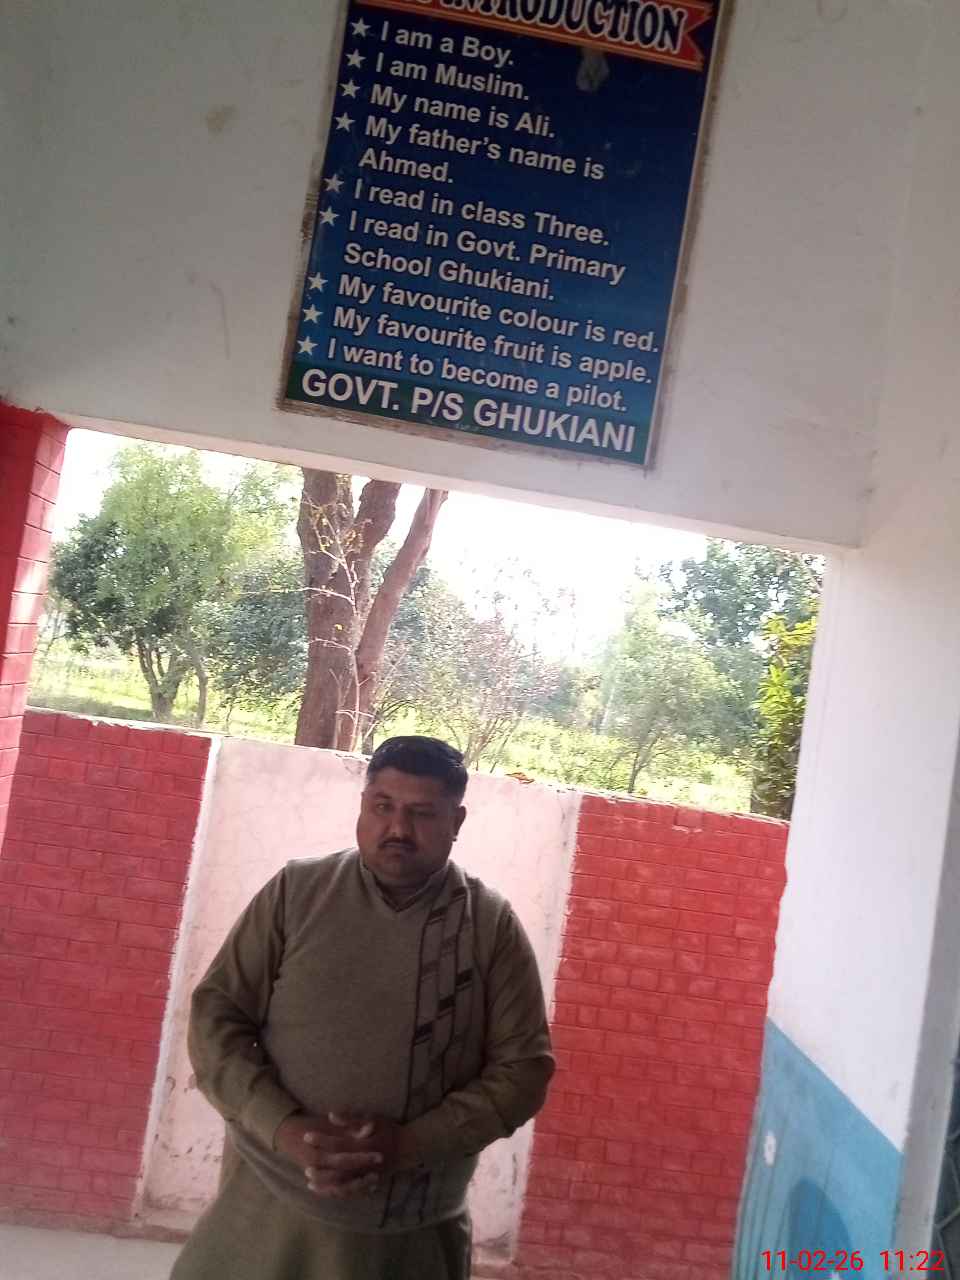 INTRODUCTION
★ I am a Boy.
★ I am Muslim.
★ My name is Ali.
★ My father's name is
Ahmed.
★ I read in class Three.
★ I read in Govt. Primary
School Ghukiani.
★ My favourite colour is red.
★ My favourite fruit is apple.
★ I want to become a pilot.
GOVT. P/S GHUKIANI
11-02-26 11:22